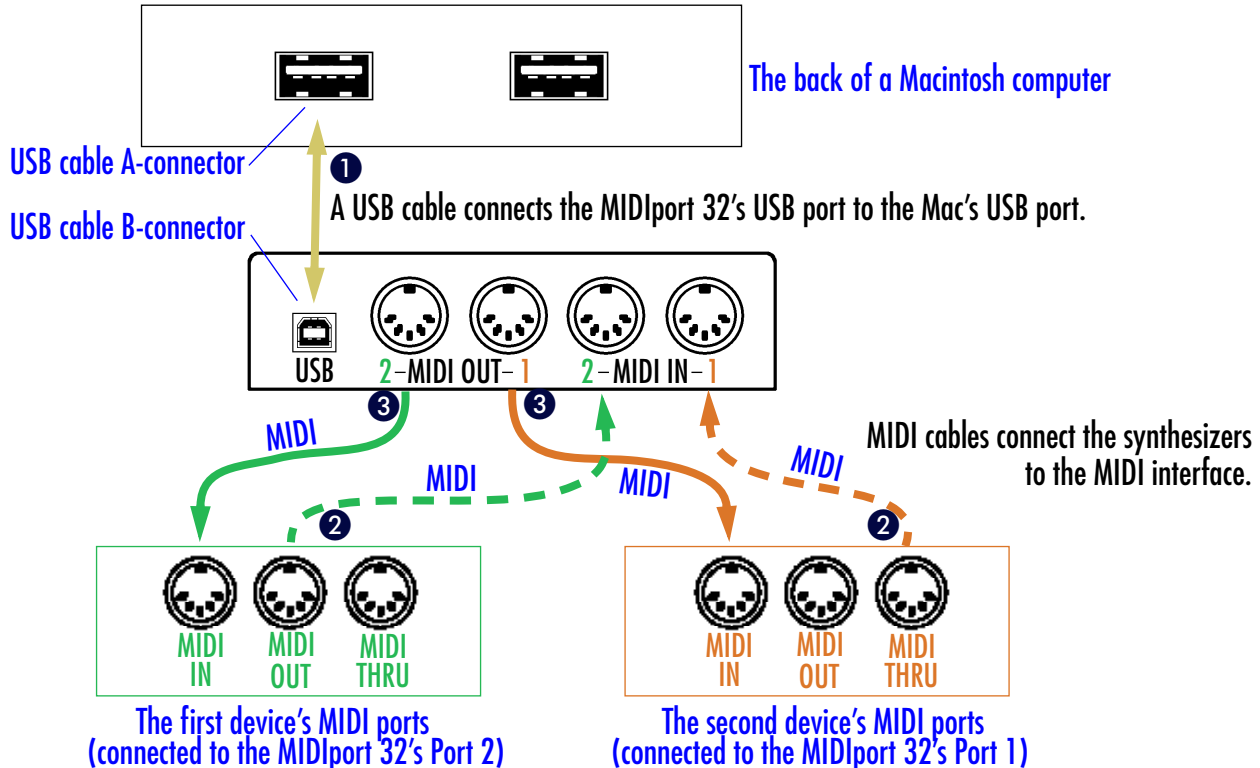 The back of a Macintosh computer
USB cable A-connector
1
A USB cable connects the MIDIport 32's USB port to the Mac's USB port.
USB cable B-connector
USB
2–MIDI OUT–1
2–MIDI IN–1
3
3
MIDI
MIDI
MIDI
MIDI
MIDI cables connect the synthesizers
to the MIDI interface.
2
2
MIDI
IN
MIDI
OUT
MIDI
THRU
MIDI
IN
MIDI
OUT
MIDI
THRU
The first device's MIDI ports
(connected to the MIDIport 32's Port 2)
The second device's MIDI ports
(connected to the MIDIport 32's Port 1)